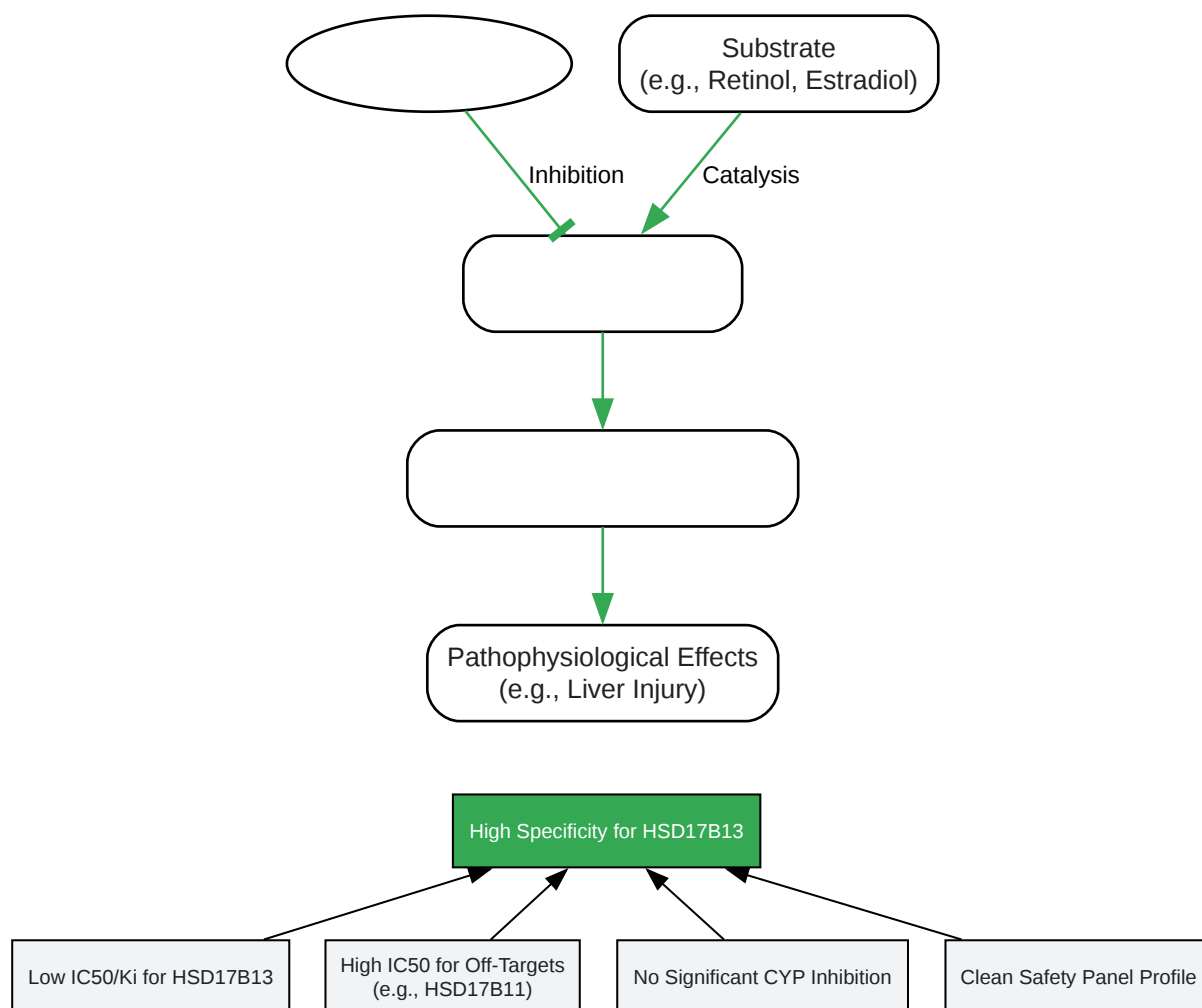 Substrate
(e.g., Retinol, Estradiol)
Inhibition
Catalysis
Pathophysiological Effects
(e.g., Liver Injury)
High Specificity for HSD17B13
Low IC50/Ki for HSD17B13
High IC50 for Off-Targets
(e.g., HSD17B11)
No Significant CYP Inhibition
Clean Safety Panel Profile